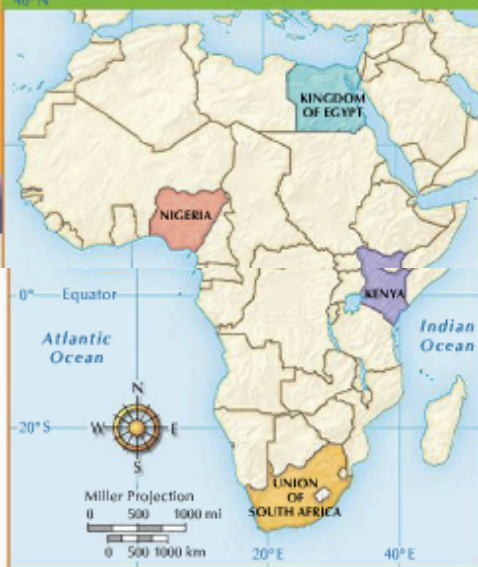 40°N
KINGDOM
OF EGYPT
NIGERIA
KENYA
0°
Equator
Atlantic
Ocean
Indian
Ocean
N
W
E
S
20°S
Miller Projection
0 500 1000 mi
0 500 1000 km
UNION
OF
SOUTH AFRICA
20°E
40°E